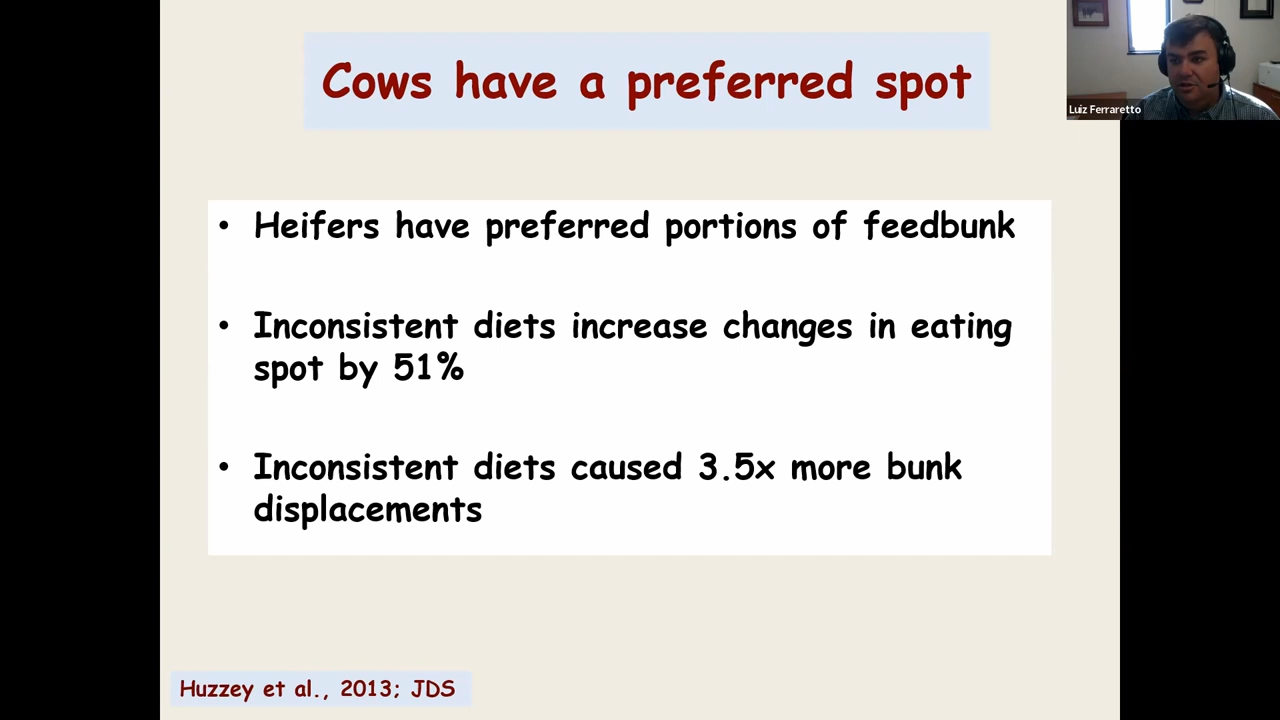 Cows have a preferred spot
Luiz Ferraretto
• Heifers have preferred portions of feedbunk
• Inconsistent diets increase changes in eating
spot by 51%
• Inconsistent diets caused 3.5x more bunk
displacements
Huzzey et al., 2013; JDS